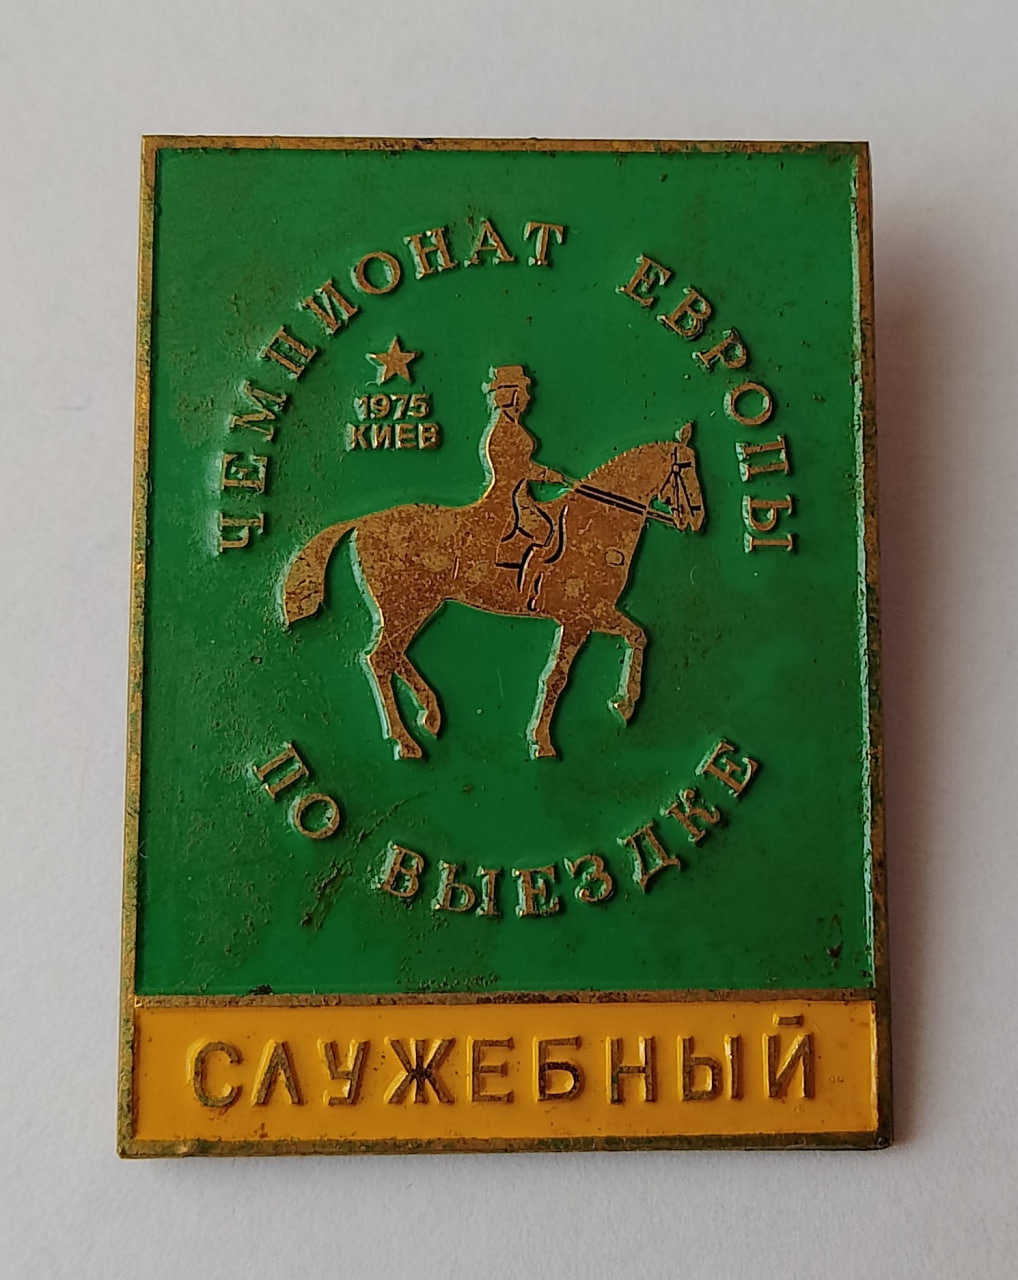 ЧЕМПИОНАТ ЕВРОПЫ
1975
КИЕВ
ПО ВЫЕЗДКЕ
СЛУЖЕБНЫЙ